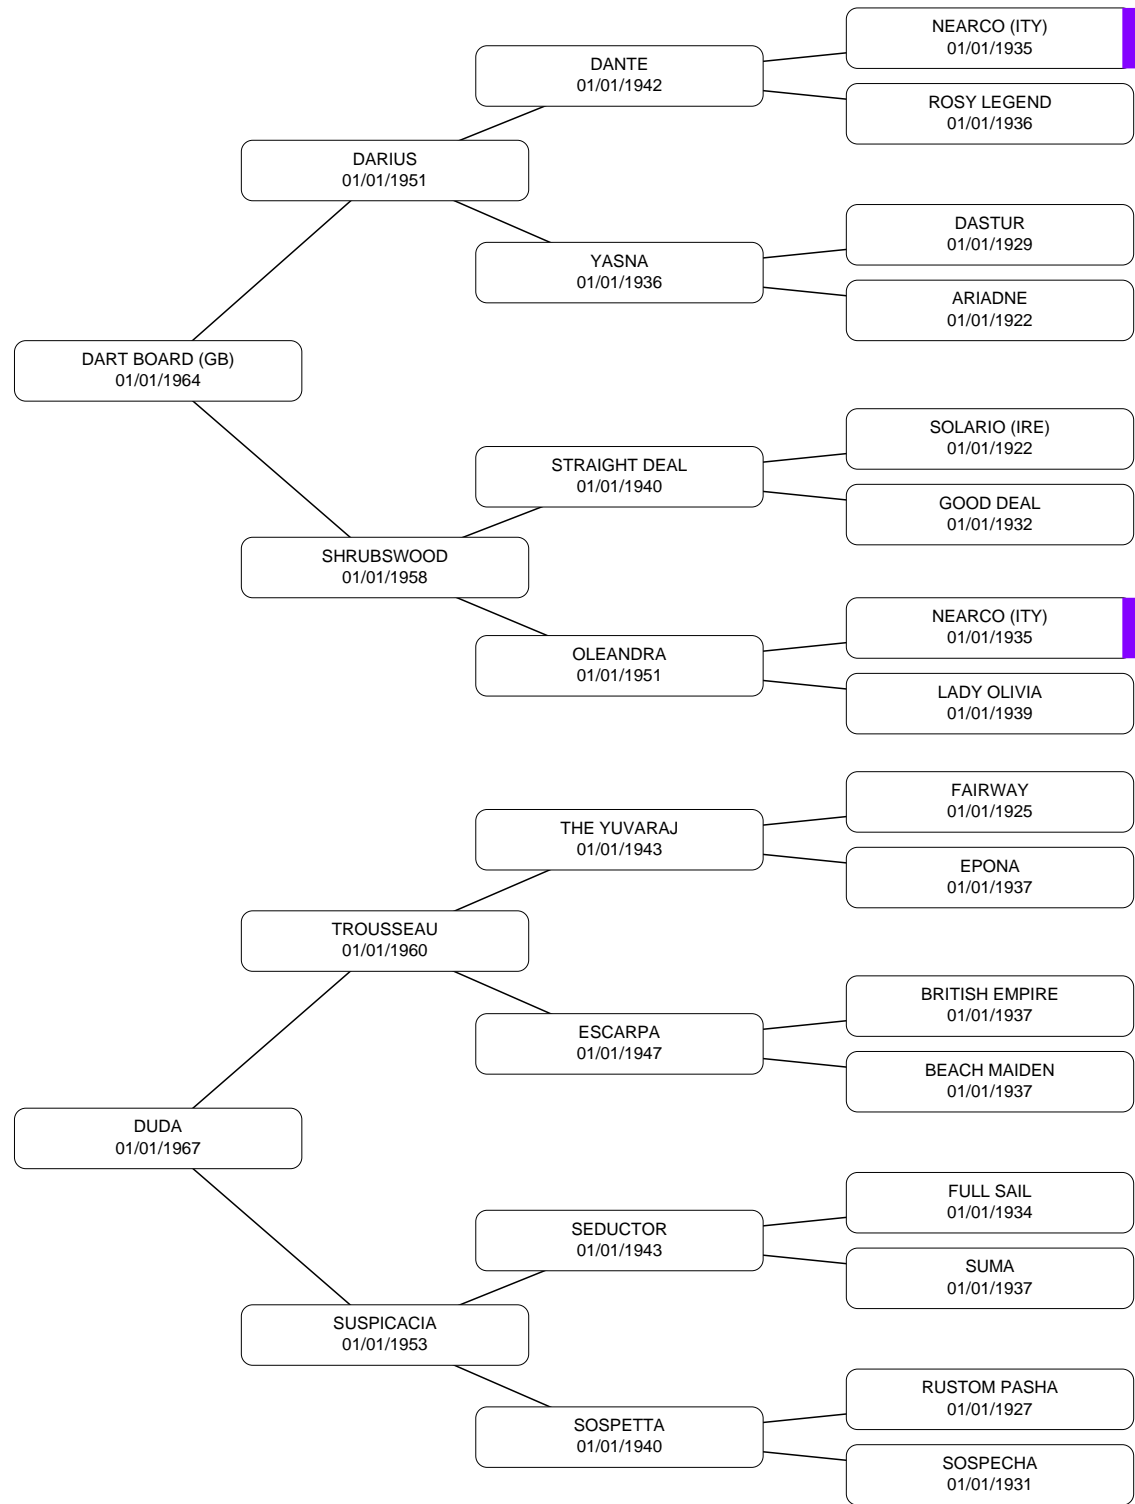 NEARCO (ITY)
01/01/1935
DANTE
01/01/1942
ROSY LEGEND
01/01/1936
DARIUS
01/01/1951
DASTUR
01/01/1929
YASNA
01/01/1936
ARIADNE
01/01/1922
DART BOARD (GB)
01/01/1964
SOLARIO (IRE)
01/01/1922
STRAIGHT DEAL
01/01/1940
GOOD DEAL
01/01/1932
SHRUBSWOOD
01/01/1958
NEARCO (ITY)
01/01/1935
OLEANDRA
01/01/1951
LADY OLIVIA
01/01/1939
FAIRWAY
01/01/1925
THE YUVARAJ
01/01/1943
EPONA
01/01/1937
TROUSSEAU
01/01/1960
BRITISH EMPIRE
01/01/1937
ESCARPA
01/01/1947
BEACH MAIDEN
01/01/1937
DUDA
01/01/1967
FULL SAIL
01/01/1934
SEDUCTOR
01/01/1943
SUMA
01/01/1937
SUSPICACIA
01/01/1953
RUSTOM PASHA
01/01/1927
SOSPETTA
01/01/1940
SOSPECHA
01/01/1931